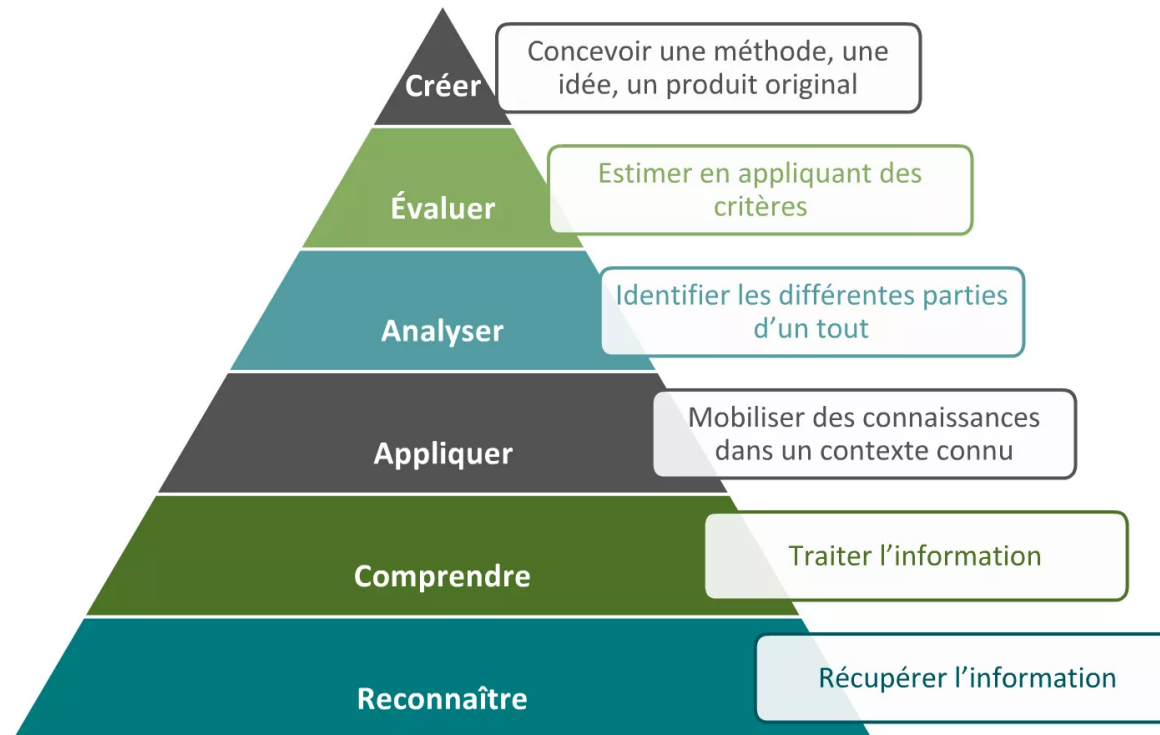 Créer
Concevoir une méthode, une
idée, un produit original
Évaluer
Estimer en appliquant des
critères
Analyser
Identifier les différentes parties
d’un tout
Appliquer
Mobiliser des connaissances
dans un contexte connu
Comprendre
Traiter l’information
Reconnaître
Récupérer l’information